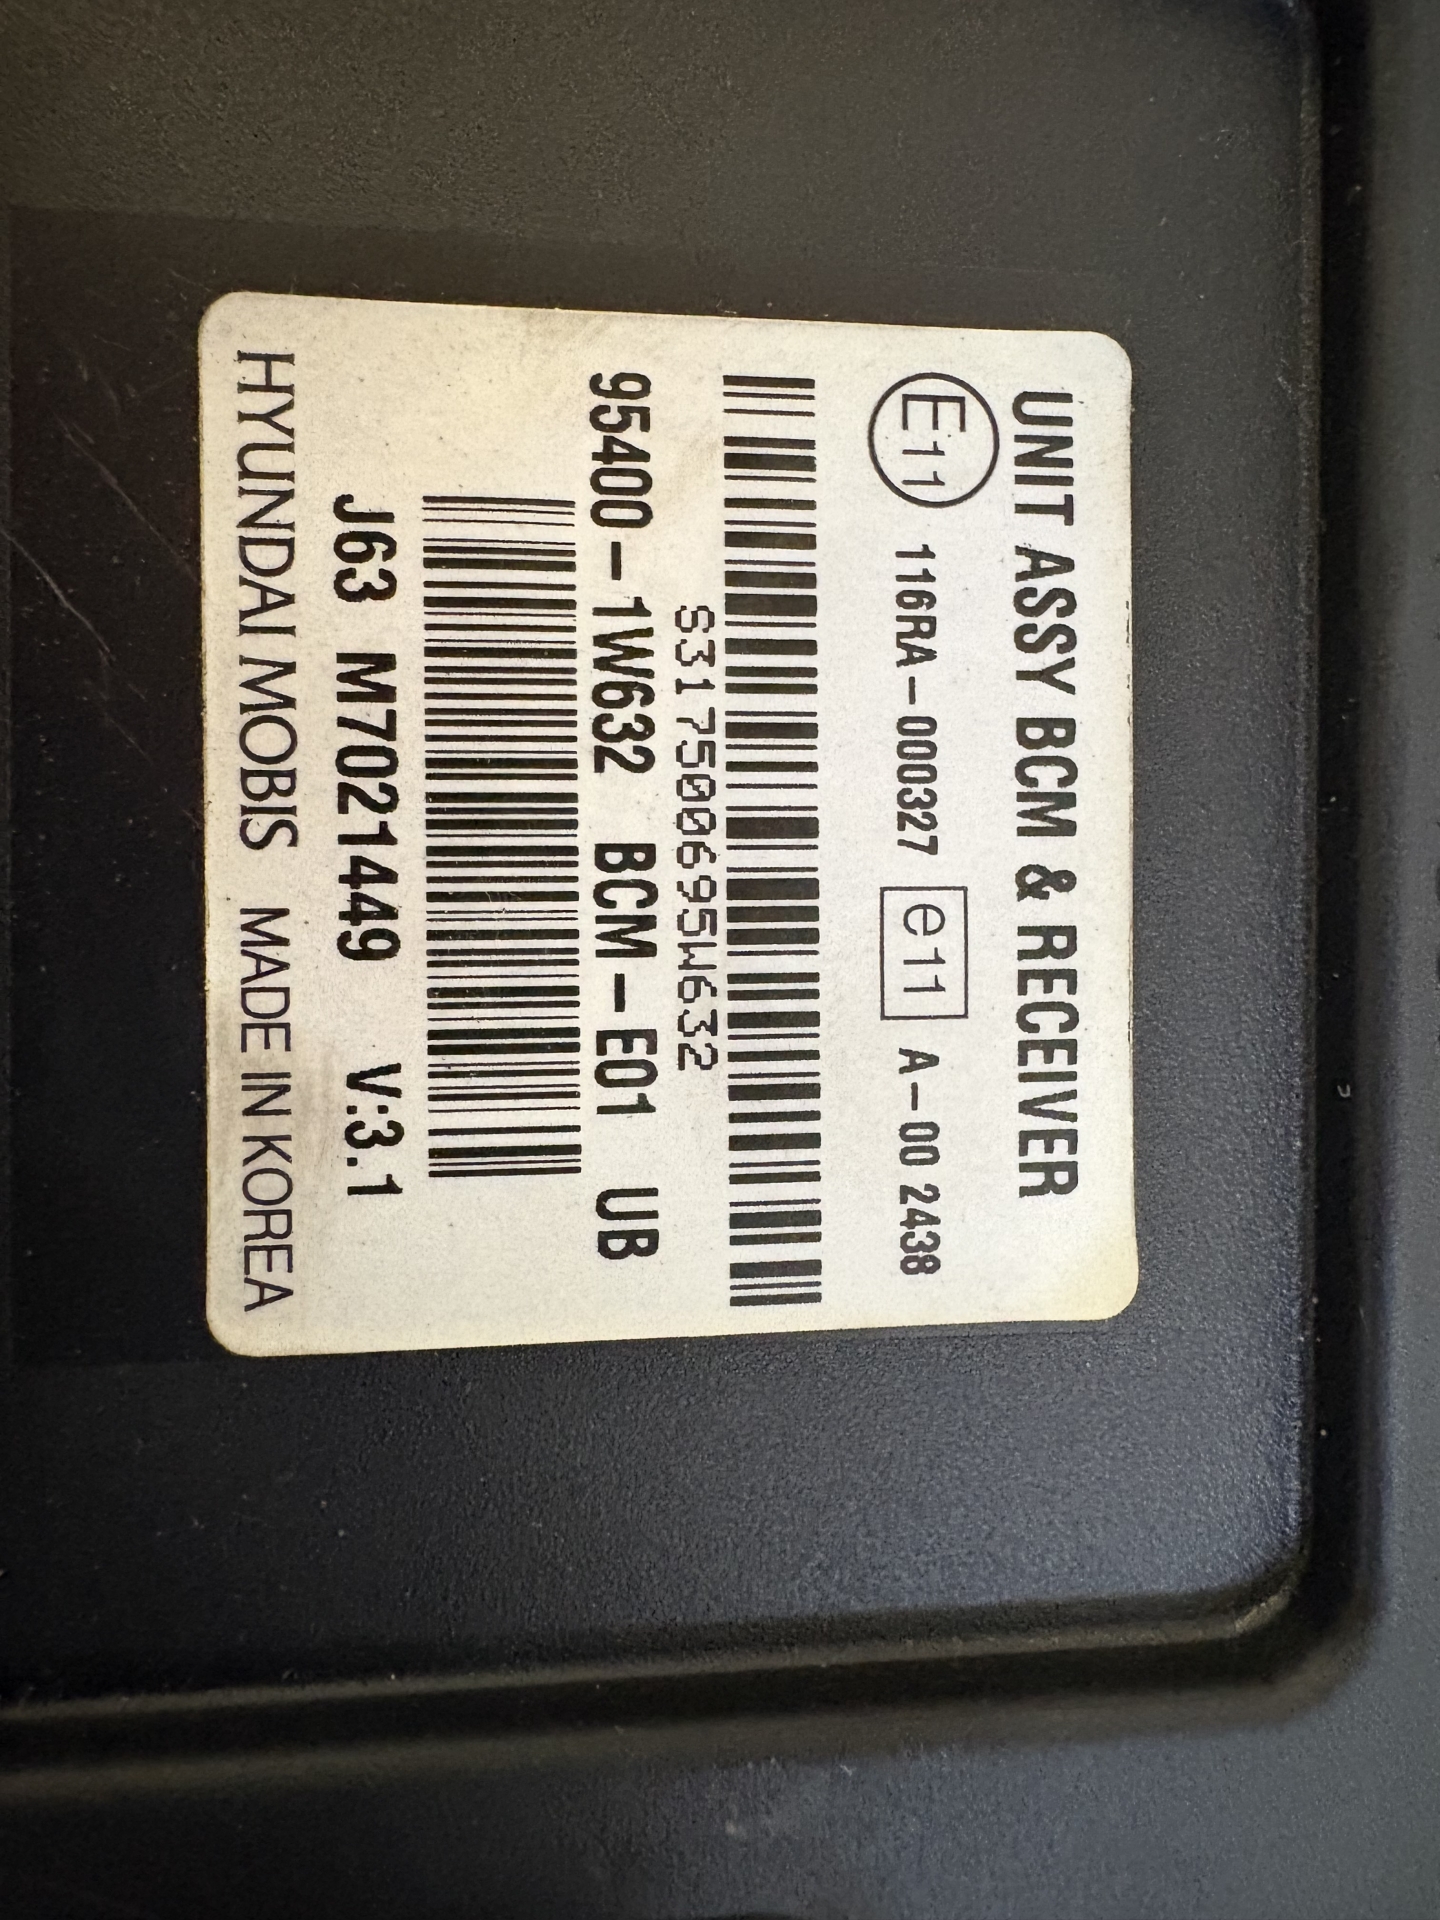 UNIT ASSY BCM & RECEIVER
E11 116RA-000327 e11 A-00 2438
S317500695W632
95400-1W632 BCM-E01 UB
J63 M7021449 V:3.1
HYUNDAI MOBIS MADE IN KOREA